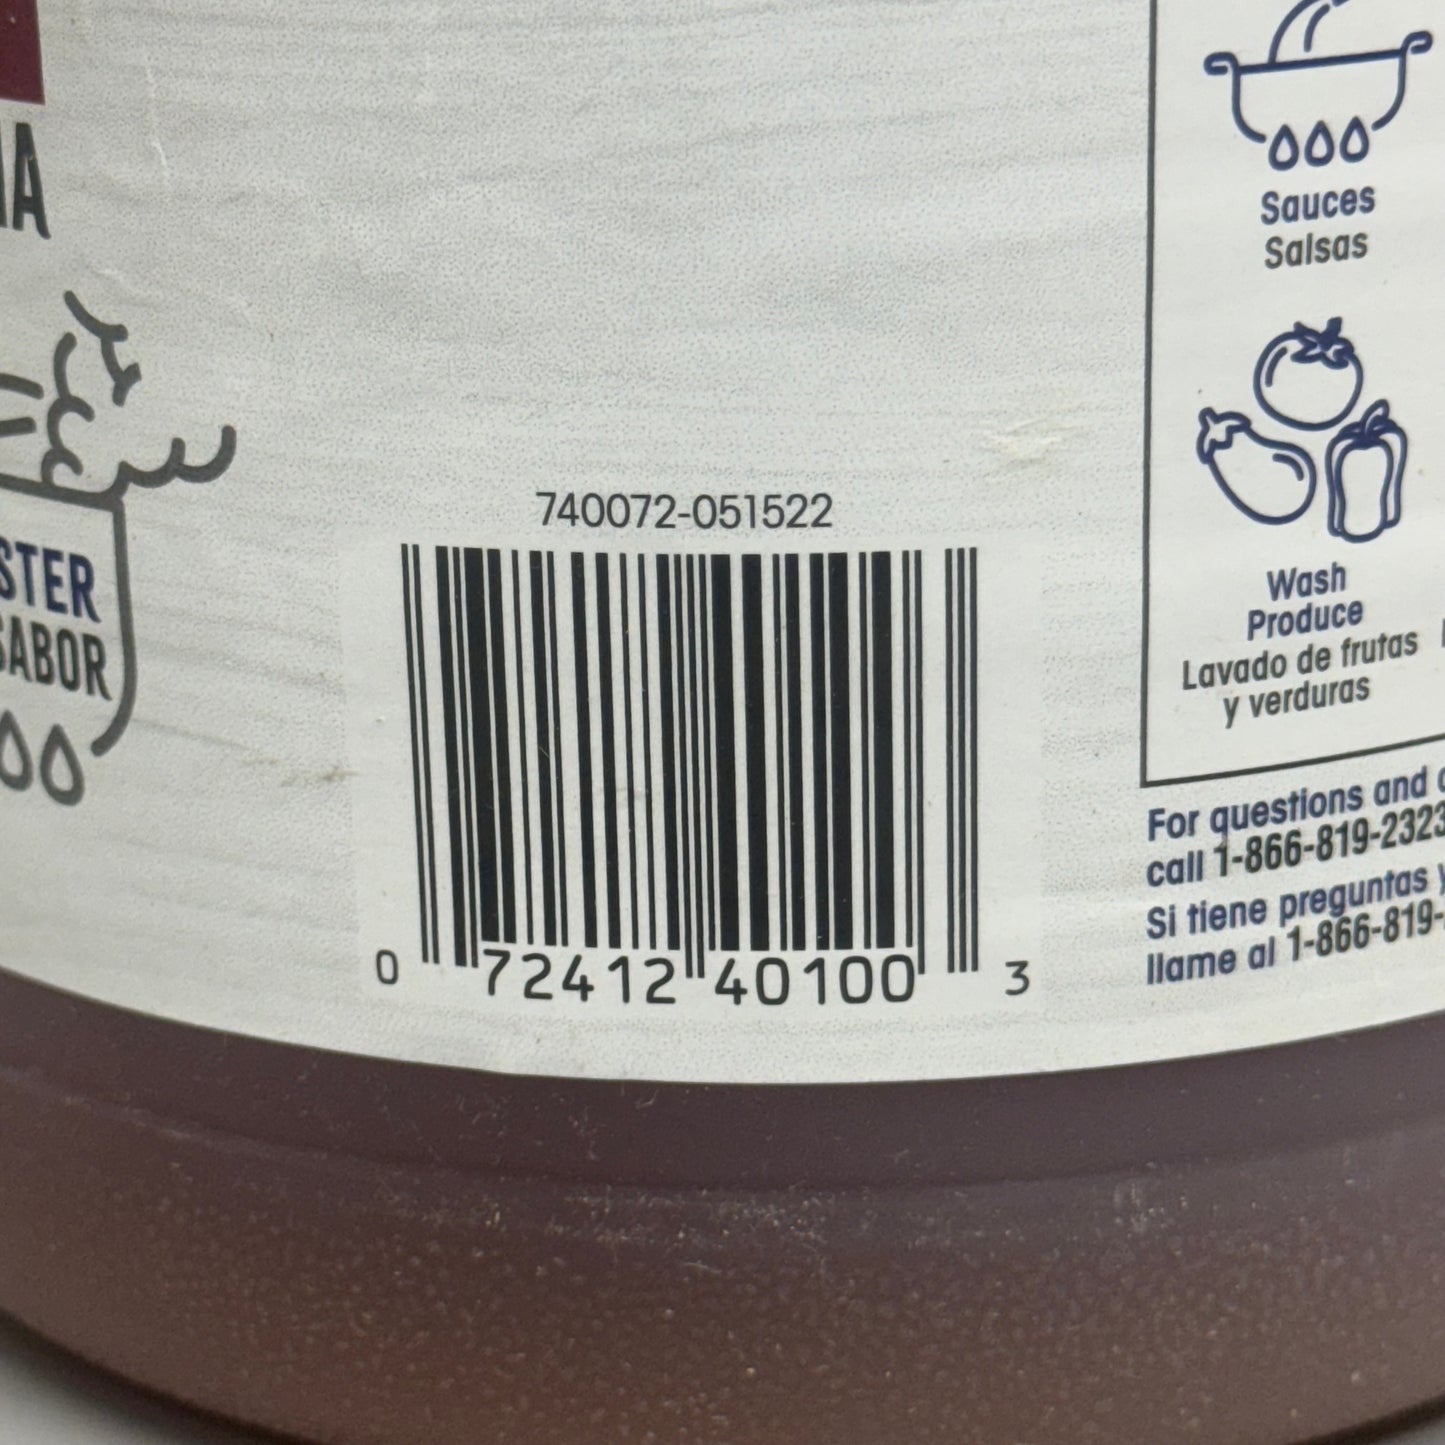 STER
SABOR
740072-051522
0 72412 40100 3
Sauces
Salsas
Wash
Produce
Lavado de frutas
y verduras
For questions and
call 1-866-819-2323
Si tiene preguntas y
llame al 1-866-819-